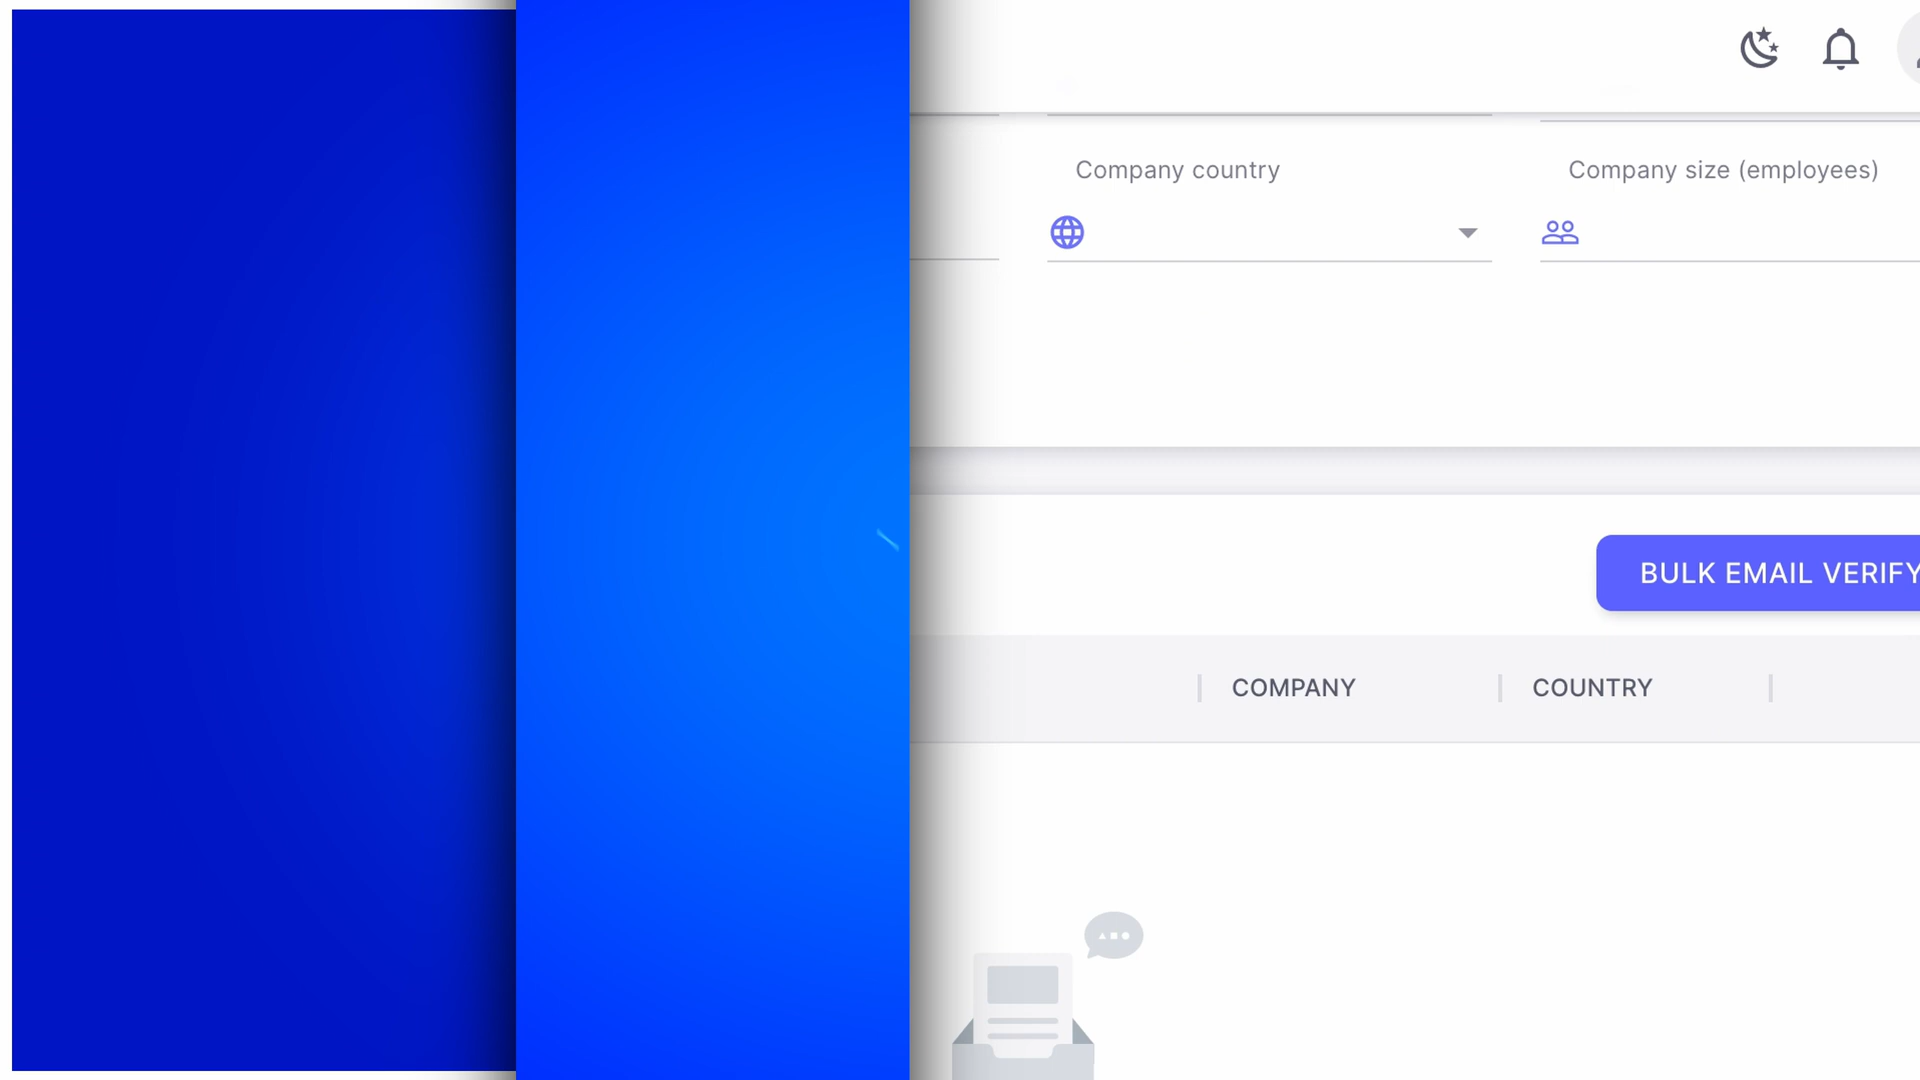 Company country
Company size (employees)
BULK EMAIL VERIFY
COMPANY
COUNTRY